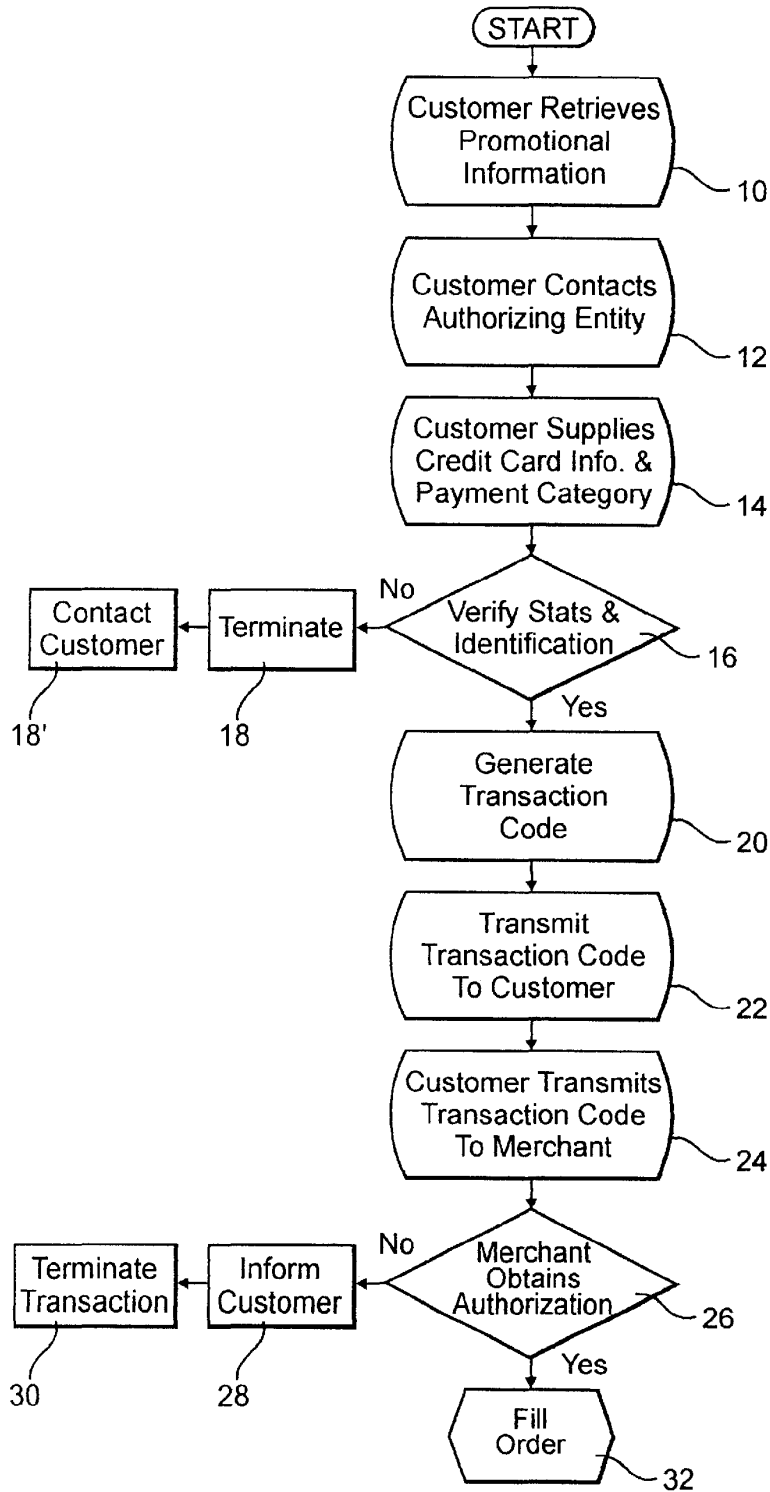 START
Customer Retrieves
Promotional
Information
10
Customer Contacts
Authorizing Entity
12
Customer Supplies
Credit Card Info. &
Payment Category
14
No
Contact
Customer
Terminate
Verify Stats &
Identification
16
18'
18
Yes
Generate
Transaction
Code
20
Transmit
Transaction Code
To Customer
22
Customer Transmits
Transaction Code
To Merchant
24
No
Terminate
Transaction
Inform
Customer
Merchant
Obtains
Authorization
26
30
28
Yes
Fill
Order
32